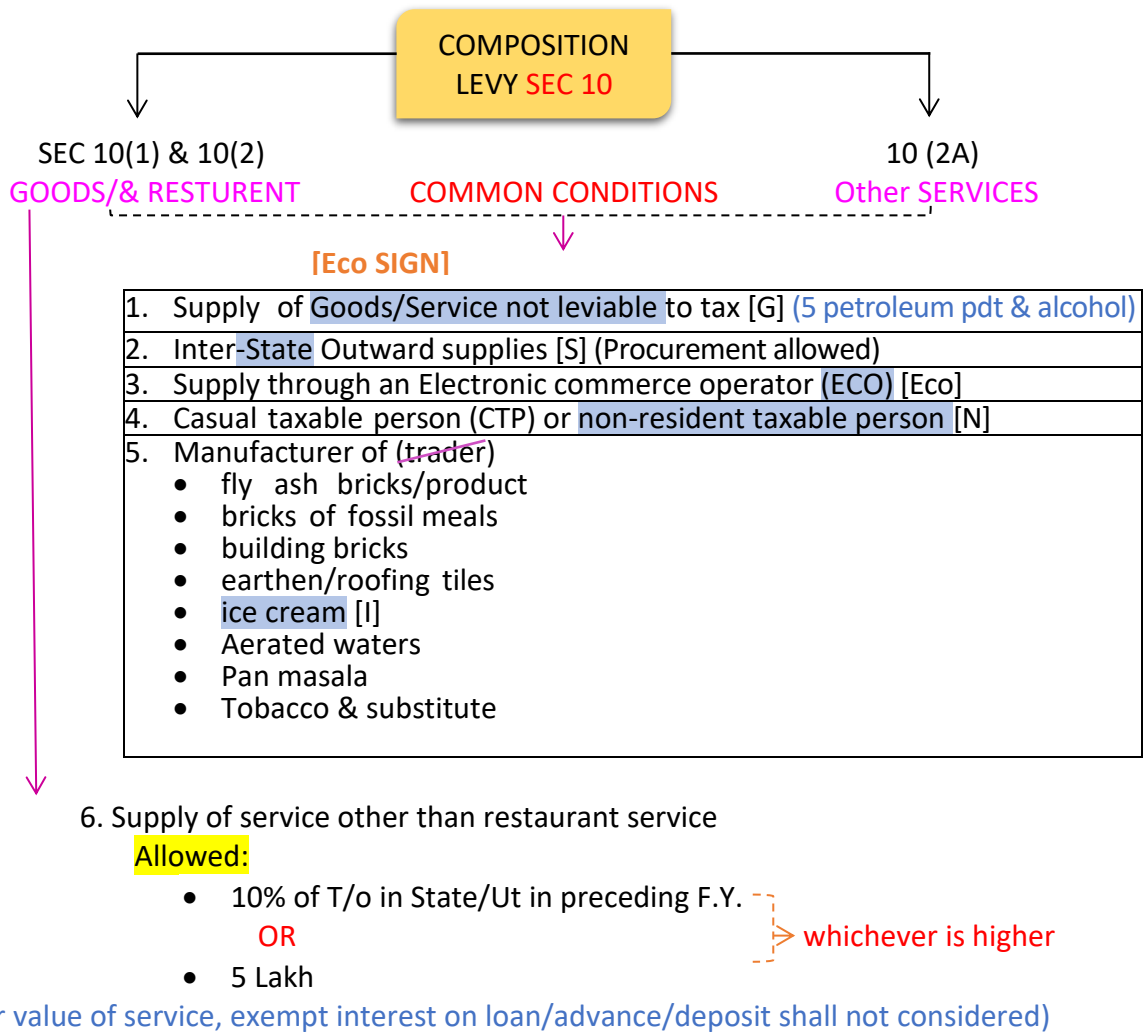 COMPOSITION
LEVY SEC 10
SEC 10(1) & 10(2)
10 (2A)
GOODS/& RESTURENT
COMMON CONDITIONS
Other SERVICES
[Eco SIGN]
1. Supply of Goods/Service not leviable to tax [G] (5 petroleum pdt & alcohol)
2. Inter-State Outward supplies [S] (Procurement allowed)
3. Supply through an Electronic commerce operator (ECO) [Eco]
4. Casual taxable person (CTP) or non-resident taxable person [N]
5. Manufacturer of (trader)
• fly ash bricks/product
• bricks of fossil meals
• building bricks
• earthen/roofing tiles
• ice cream [I]
• Aerated waters
• Pan masala
• Tobacco & substitute
6. Supply of service other than restaurant service
Allowed:
• 10% of T/o in State/Ut in preceding F.Y.
OR
whichever is higher
• 5 Lakh
value of service, exempt interest on loan/advance/deposit shall not considered)